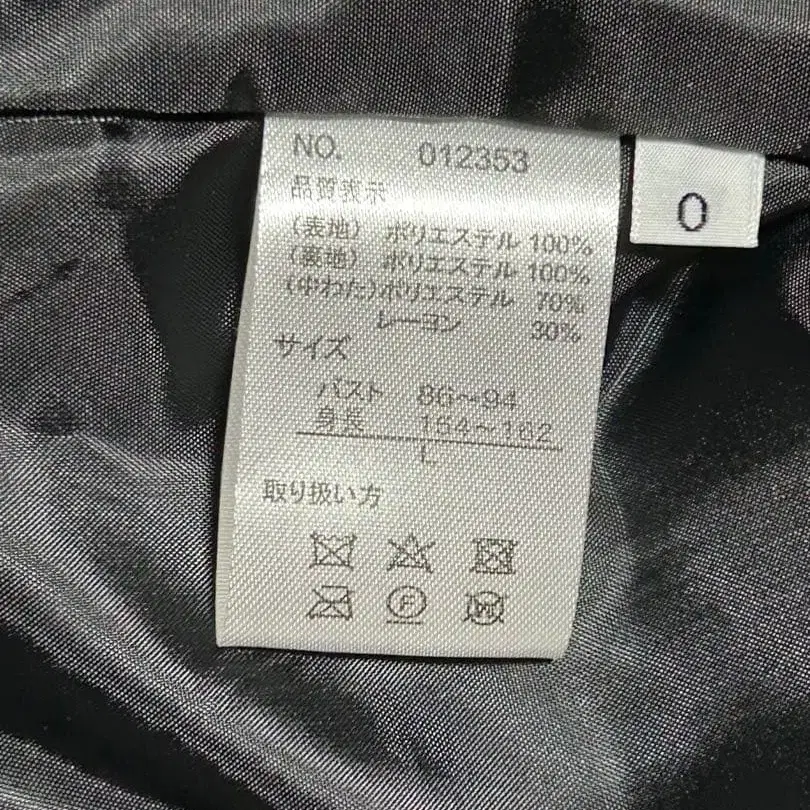 NO. 012353
品質表示
(表地) ポリエステル 100%
(裏地) ポリエステル 100%
(中わた) ポリエステル 70%
レーヨン 30%
サイズ
バスト 86~94
身長 154~162
L
取り扱い方
F
W
0